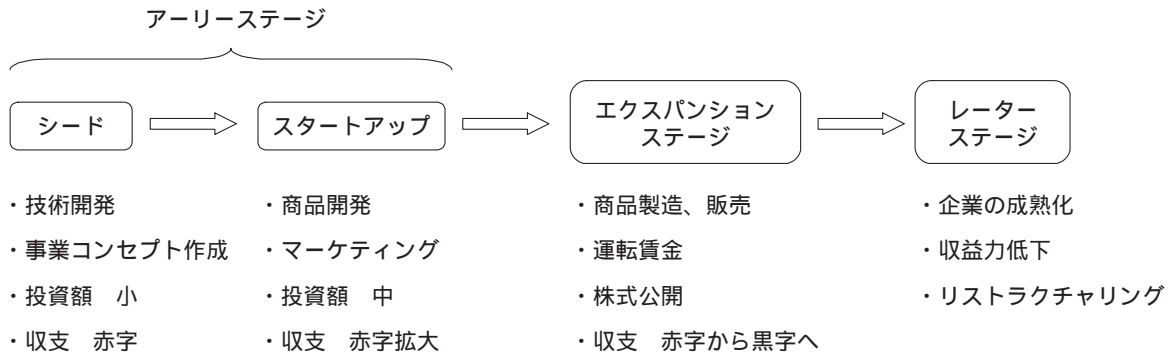 アーリーステージ
シード
スタートアップ
エクスパンション
ステージ
レーター
ステージ
・技術開発
・事業コンセプト作成
・投資額　小
・収支　赤字
・商品開発
・マーケティング
・投資額　中
・収支　赤字拡大
・商品製造、販売
・運転賃金
・株式公開
・収支　赤字から黒字へ
・企業の成熟化
・収益力低下
・リストラクチャリング